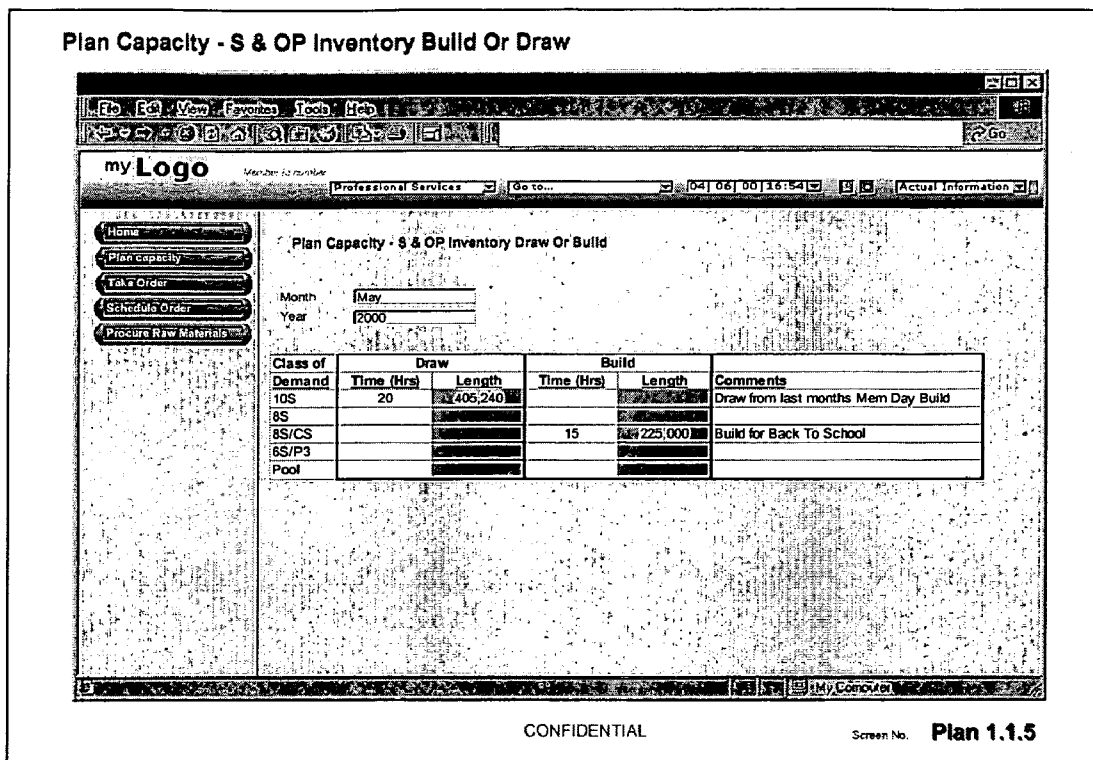 Plan Capacity - S & OP Inventory Build Or Draw
File Edit View Favorites Tools Help
Go
my Logo
Member id number
Professional Services Go to... 04 06 00 16:54 Actual Information
Home
Plan capacity
Take Order
Schedule Order
Procure Raw Materials
Plan Capacity - S & OP Inventory Draw Or Build
Month May
Year 2000
Class of Draw Build
Demand Time (Hrs) Length Time (Hrs) Length Comments
10S 20 405,240 Draw from last months Mem Day Build
8S
8S/CS 15 225,000 Build for Back To School
6S/P3
Pool
My Computer
CONFIDENTIAL
Screen No. Plan 1.1.5